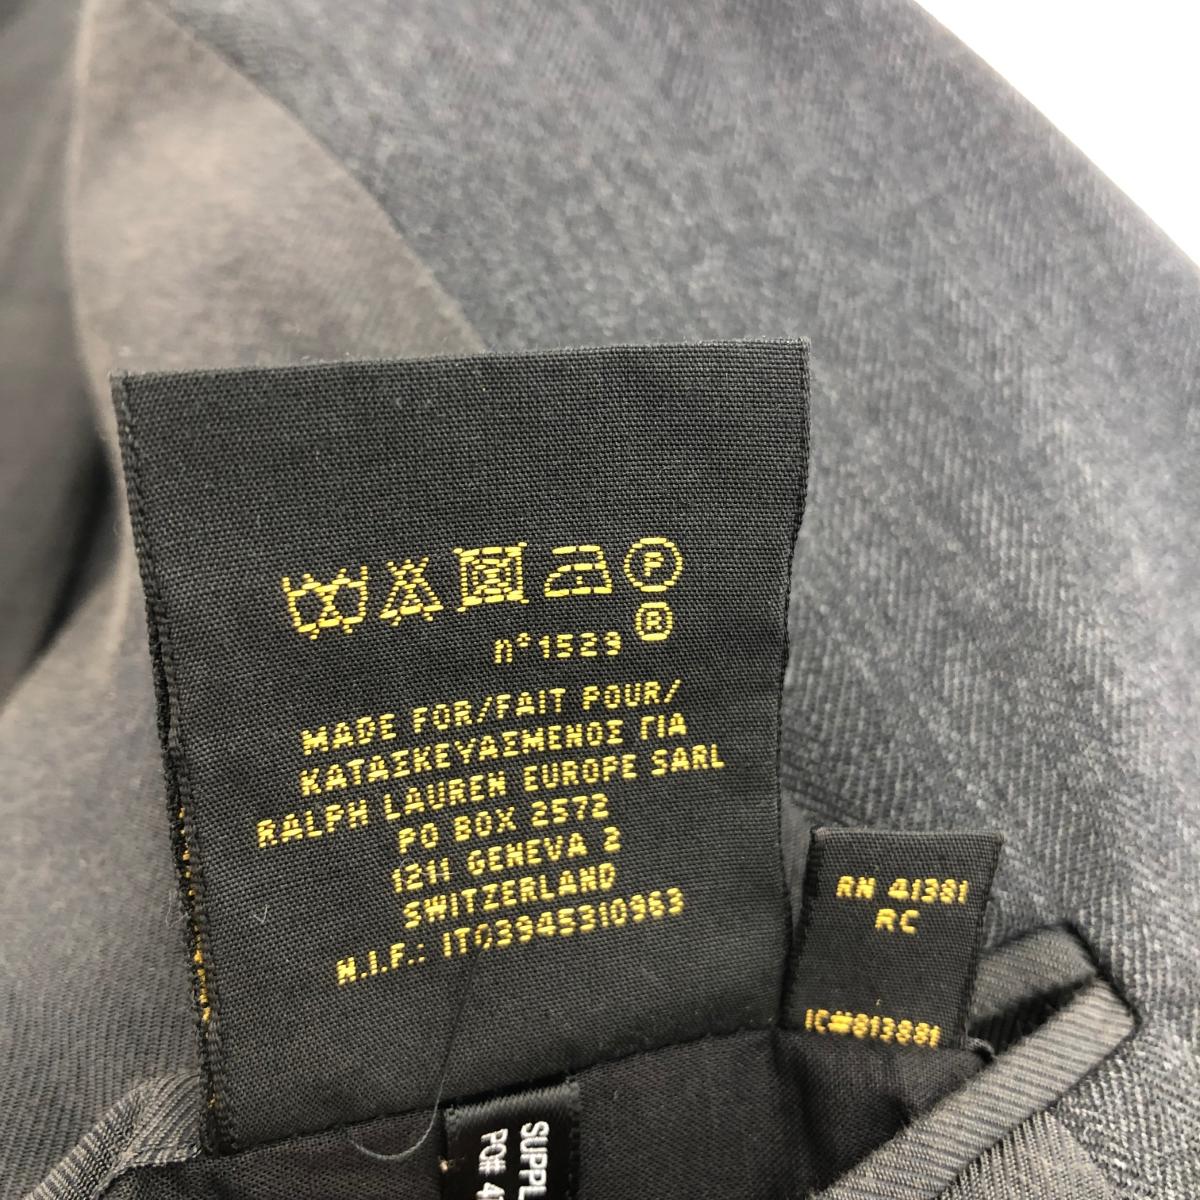 P
R
n°1529
MADE FOR/FAIT POUR/
ΚΑΤΑΣΚΕΥΑΣΜΕΝΟΣ ΓΙΑ
RALPH LAUREN EUROPE SARL
PO BOX 2572
1211 GENEVA 2
SWITZERLAND
N.I.F.: IT03945310963
RN 41381
RC
IC#813881
SUPPL
PO# 4